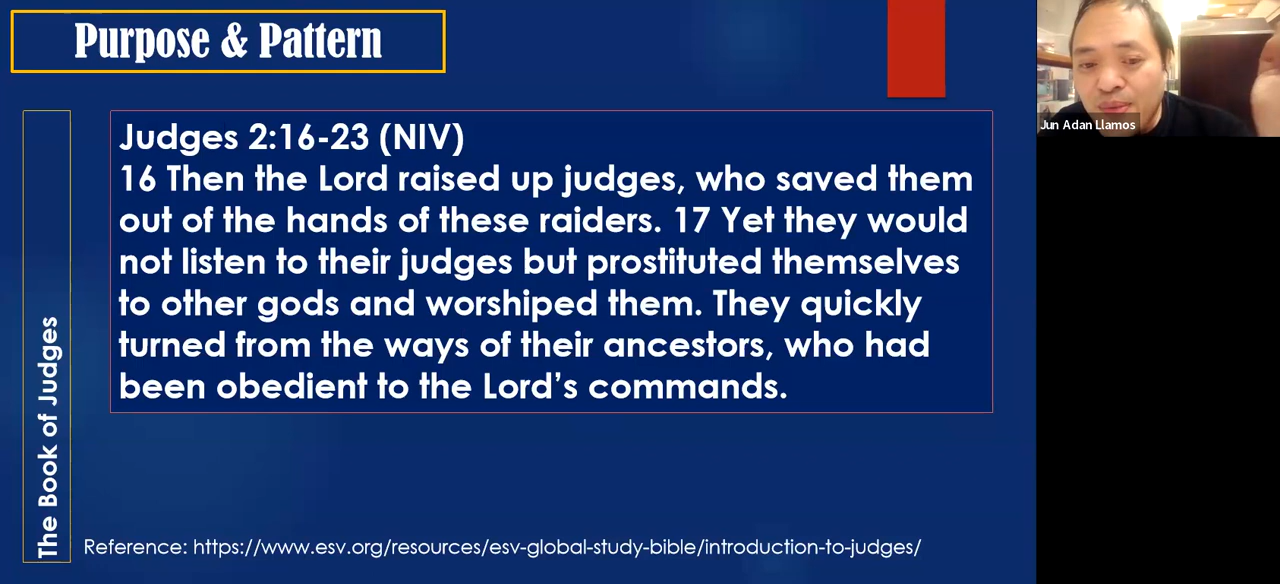 Purpose & Pattern
Jun Adan Llamos
Judges 2:16-23 (NIV)
16 Then the Lord raised up judges, who saved them
out of the hands of these raiders. 17 Yet they would
not listen to their judges but prostituted themselves
to other gods and worshiped them. They quickly
turned from the ways of their ancestors, who had
been obedient to the Lord’s commands.
The Book of Judges
Reference: https://www.esv.org/resources/esv-global-study-bible/introduction-to-judges/